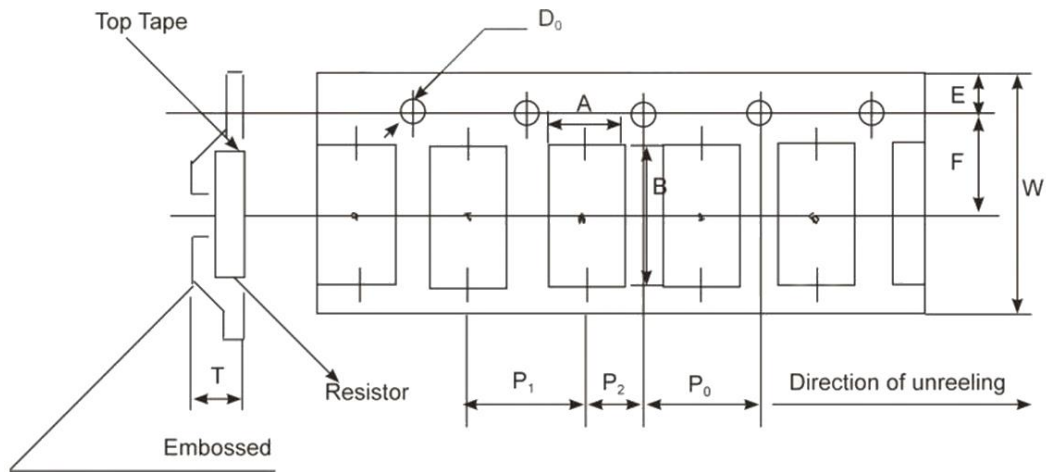 Top Tape
D₀
A
E
F
B
W
T
P₁
P₂
P₀
Direction of unreeling
Resistor
Embossed